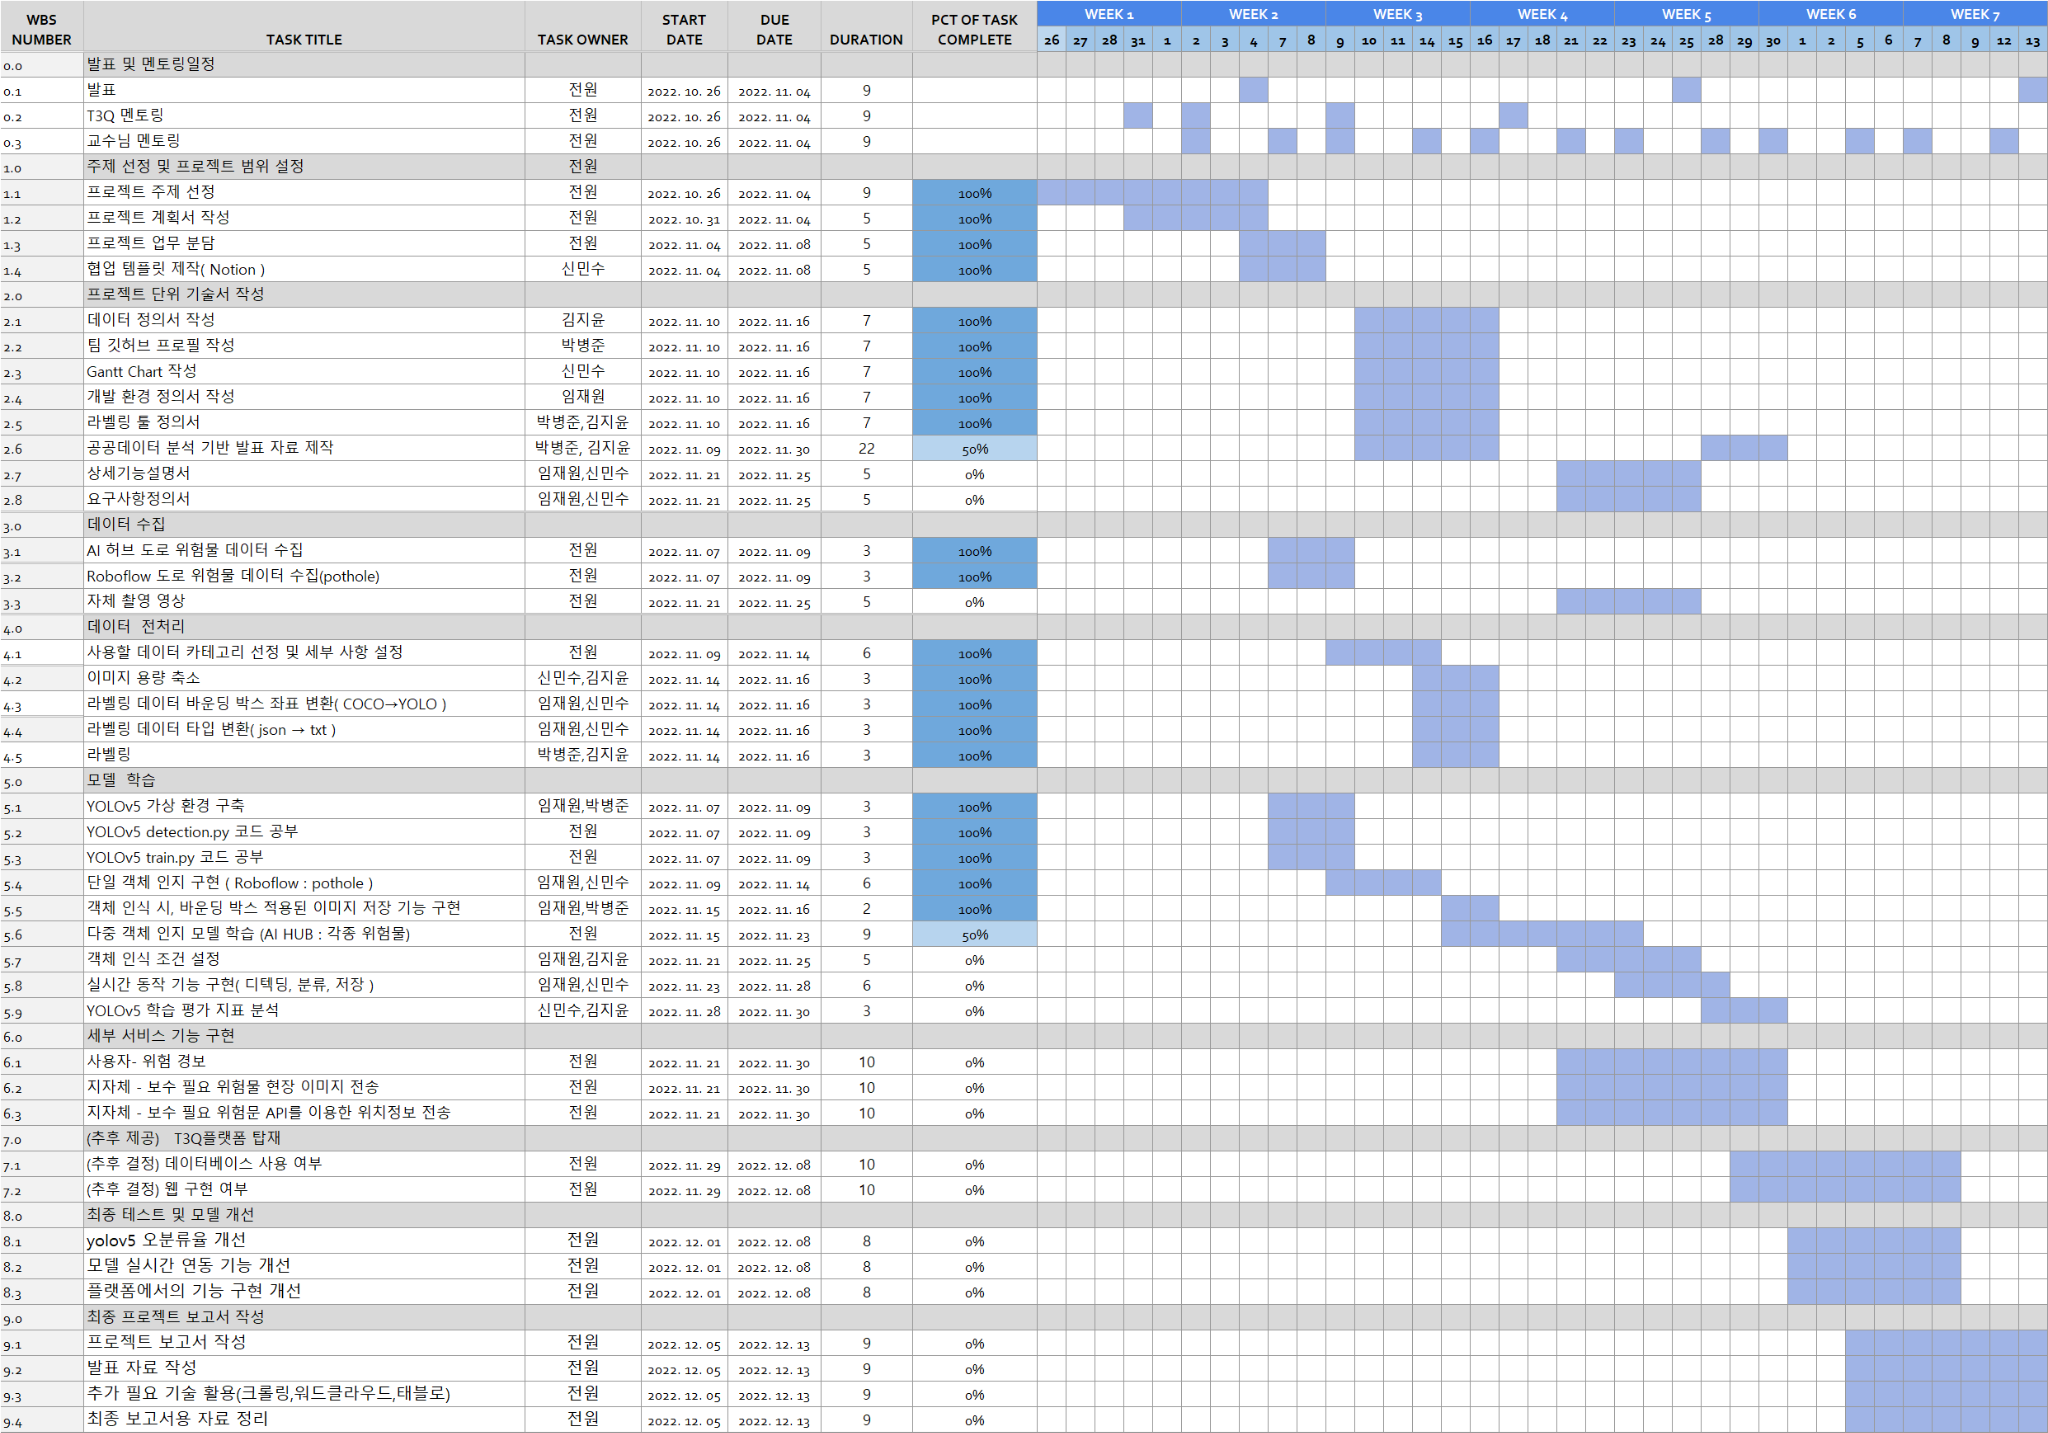 WBS NUMBER TASK TITLE TASK OWNER START DATE DUE DATE DURATION PCT OF TASK COMPLETE WEEK 1 WEEK 2 WEEK 3 WEEK 4 WEEK 5 WEEK 6 WEEK 7
26 27 28 31 1 2 3 4 7 8 9 10 11 14 15 16 17 18 21 22 23 24 25 28 29 30 1 2 5 6 7 8 9 12 13
0.0 발표 및 멘토링일정
0.1 발표 전원 2022. 10. 26 2022. 11. 04 9
0.2 T3Q 멘토링 전원 2022. 10. 26 2022. 11. 04 9
0.3 교수님 멘토링 전원 2022. 10. 26 2022. 11. 04 9
1.0 주제 선정 및 프로젝트 범위 설정 전원
1.1 프로젝트 주제 선정 전원 2022. 10. 26 2022. 11. 04 9 100%
1.2 프로젝트 계획서 작성 전원 2022. 10. 31 2022. 11. 04 5 100%
1.3 프로젝트 업무 분담 전원 2022. 11. 04 2022. 11. 08 5 100%
1.4 협업 템플릿 제작( Notion ) 신민수 2022. 11. 04 2022. 11. 08 5 100%
2.0 프로젝트 단위 기술서 작성
2.1 데이터 정의서 작성 김지윤 2022. 11. 10 2022. 11. 16 7 100%
2.2 팀 깃허브 프로필 작성 박병준 2022. 11. 10 2022. 11. 16 7 100%
2.3 Gantt Chart 작성 신민수 2022. 11. 10 2022. 11. 16 7 100%
2.4 개발 환경 정의서 작성 임재원 2022. 11. 10 2022. 11. 16 7 100%
2.5 라벨링 툴 정의서 박병준,김지윤 2022. 11. 10 2022. 11. 16 7 100%
2.6 공공데이터 분석 기반 발표 자료 제작 박병준, 김지윤 2022. 11. 09 2022. 11. 30 22 50%
2.7 상세기능설명서 임재원,신민수 2022. 11. 21 2022. 11. 25 5 0%
2.8 요구사항정의서 임재원,신민수 2022. 11. 21 2022. 11. 25 5 0%
3.0 데이터 수집
3.1 AI 허브 도로 위험물 데이터 수집 전원 2022. 11. 07 2022. 11. 09 3 100%
3.2 Roboflow 도로 위험물 데이터 수집(pothole) 전원 2022. 11. 07 2022. 11. 09 3 100%
3.3 자체 촬영 영상 전원 2022. 11. 21 2022. 11. 25 5 0%
4.0 데이터 전처리
4.1 사용할 데이터 카테고리 선정 및 세부 사항 설정 전원 2022. 11. 09 2022. 11. 14 6 100%
4.2 이미지 용량 축소 신민수,김지윤 2022. 11. 14 2022. 11. 16 3 100%
4.3 라벨링 데이터 바운딩 박스 좌표 변환( COCO→YOLO ) 임재원,신민수 2022. 11. 14 2022. 11. 16 3 100%
4.4 라벨링 데이터 타입 변환( json → txt ) 임재원,신민수 2022. 11. 14 2022. 11. 16 3 100%
4.5 라벨링 박병준,김지윤 2022. 11. 14 2022. 11. 16 3 100%
5.0 모델 학습
5.1 YOLOv5 가상 환경 구축 임재원,박병준 2022. 11. 07 2022. 11. 09 3 100%
5.2 YOLOv5 detection.py 코드 공부 전원 2022. 11. 07 2022. 11. 09 3 100%
5.3 YOLOv5 train.py 코드 공부 전원 2022. 11. 07 2022. 11. 09 3 100%
5.4 단일 객체 인지 구현 ( Roboflow : pothole ) 임재원,신민수 2022. 11. 09 2022. 11. 14 6 100%
5.5 객체 인식 시, 바운딩 박스 적용된 이미지 저장 기능 구현 임재원,박병준 2022. 11. 15 2022. 11. 16 2 100%
5.6 다중 객체 인지 모델 학습 (AI HUB : 각종 위험물) 전원 2022. 11. 15 2022. 11. 23 9 50%
5.7 객체 인식 조건 설정 임재원,김지윤 2022. 11. 21 2022. 11. 25 5 0%
5.8 실시간 동작 기능 구현( 디텍딩, 분류, 저장 ) 임재원,신민수 2022. 11. 23 2022. 11. 28 6 0%
5.9 YOLOv5 학습 평가 지표 분석 신민수,김지윤 2022. 11. 28 2022. 11. 30 3 0%
6.0 세부 서비스 기능 구현
6.1 사용자- 위험 경보 전원 2022. 11. 21 2022. 11. 30 10 0%
6.2 지자체 - 보수 필요 위험물 현장 이미지 전송 전원 2022. 11. 21 2022. 11. 30 10 0%
6.3 지자체 - 보수 필요 위험문 API를 이용한 위치정보 전송 전원 2022. 11. 21 2022. 11. 30 10 0%
7.0 (추후 제공) T3Q플랫폼 탑재
7.1 (추후 결정) 데이터베이스 사용 여부 전원 2022. 11. 29 2022. 12. 08 10 0%
7.2 (추후 결정) 웹 구현 여부 전원 2022. 11. 29 2022. 12. 08 10 0%
8.0 최종 테스트 및 모델 개선
8.1 yolov5 오분류율 개선 전원 2022. 12. 01 2022. 12. 08 8 0%
8.2 모델 실시간 연동 기능 개선 전원 2022. 12. 01 2022. 12. 08 8 0%
8.3 플랫폼에서의 기능 구현 개선 전원 2022. 12. 01 2022. 12. 08 8 0%
9.0 최종 프로젝트 보고서 작성
9.1 프로젝트 보고서 작성 전원 2022. 12. 05 2022. 12. 13 9 0%
9.2 발표 자료 작성 전원 2022. 12. 05 2022. 12. 13 9 0%
9.3 추가 필요 기술 활용(크롤링,워드클라우드,태블로) 전원 2022. 12. 05 2022. 12. 13 9 0%
9.4 최종 보고서용 자료 정리 전원 2022. 12. 05 2022. 12. 13 9 0%